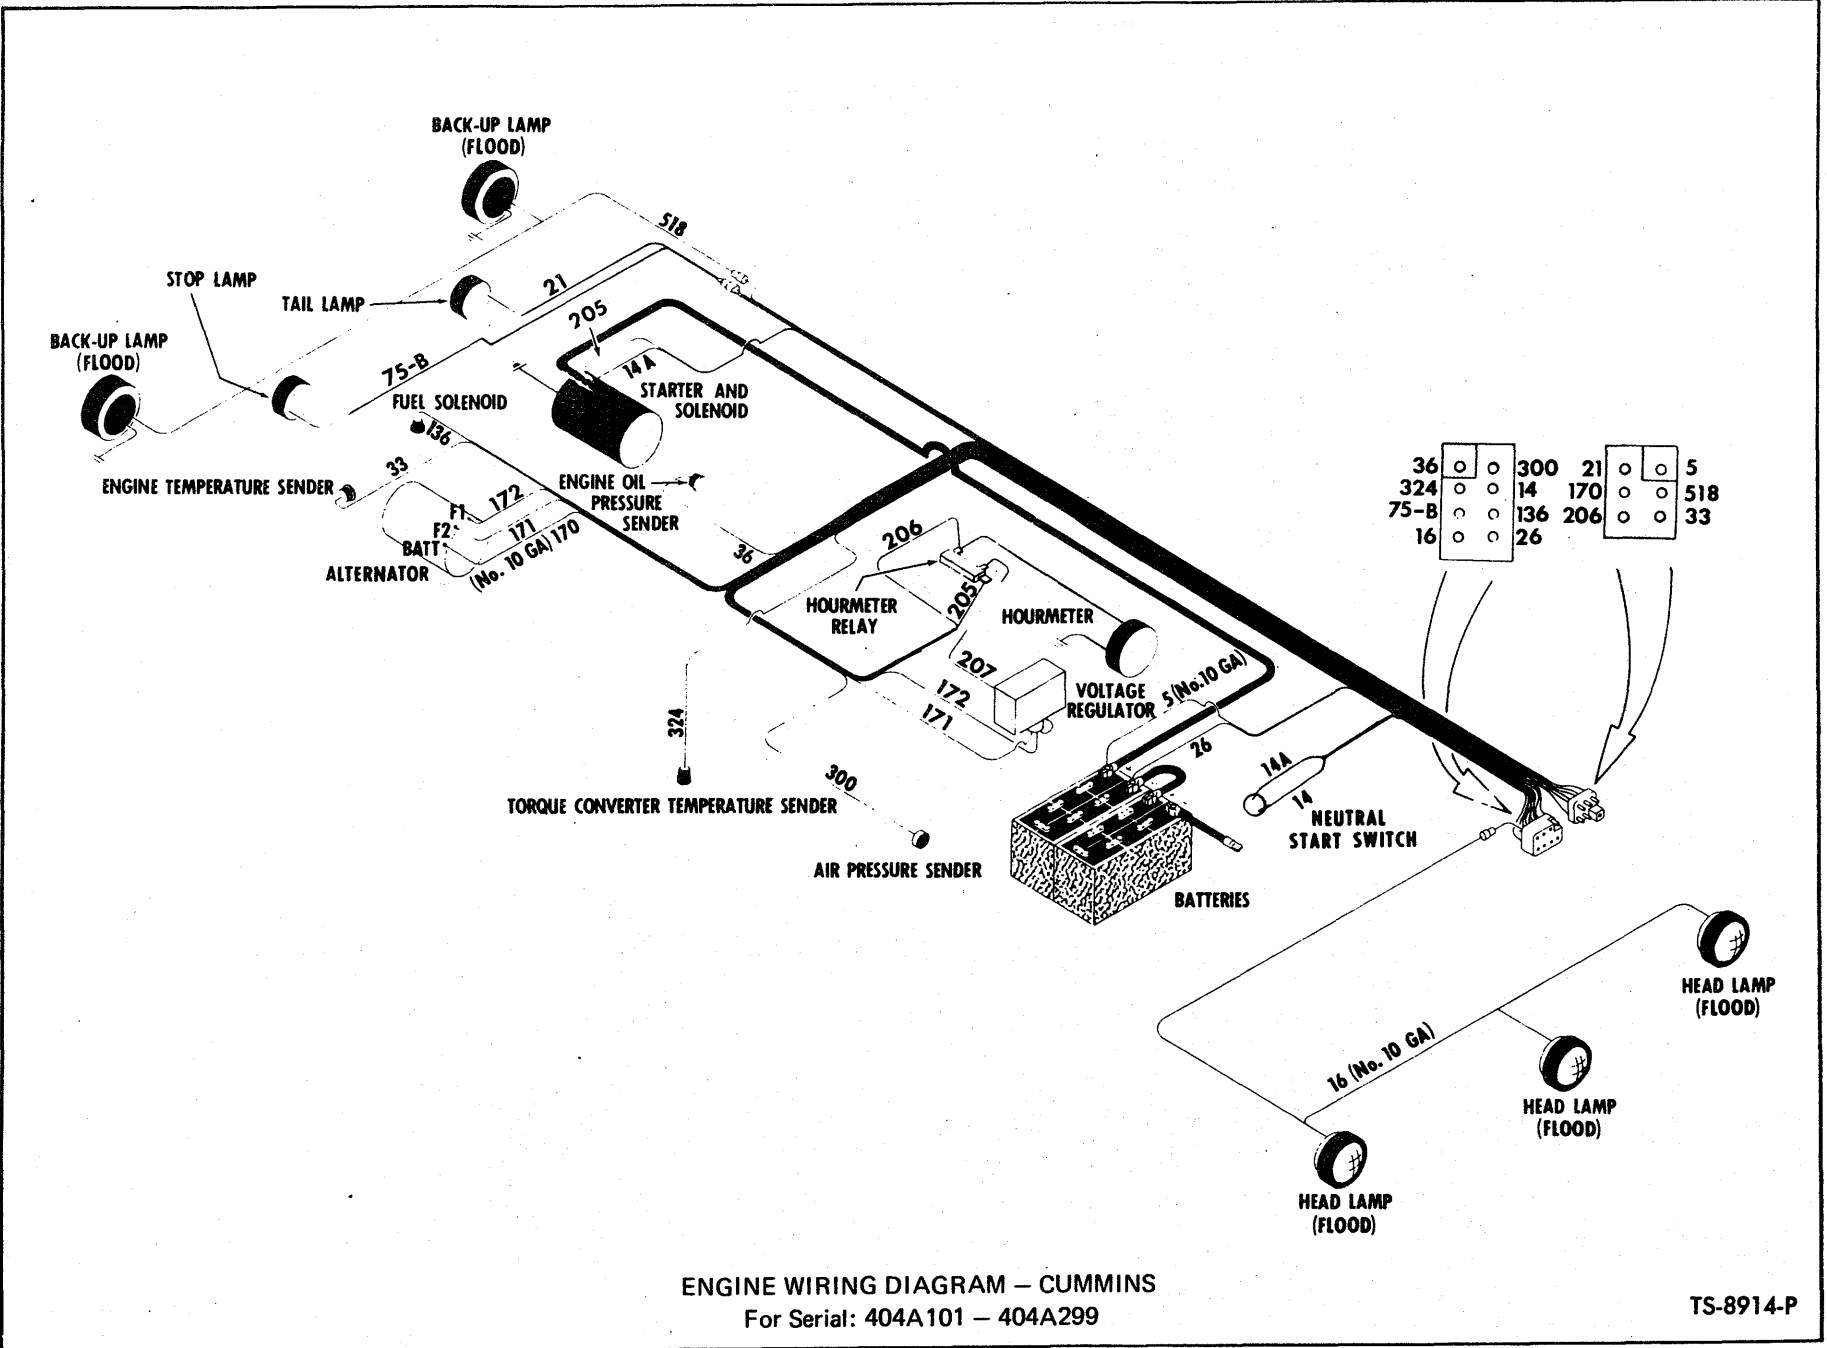 BACK-UP LAMP
(FLOOD)
518
STOP LAMP
TAIL LAMP
21
205
BACK-UP LAMP
(FLOOD)
75-B
14 A
STARTER AND
SOLENOID
FUEL SOLENOID
136
33
ENGINE TEMPERATURE SENDER
F1
172
F2
171
BATT
(No. 10 GA) 170
ALTERNATOR
ENGINE OIL
PRESSURE
SENDER
36
206
HOURMETER
RELAY
205
HOURMETER
207
172
171
VOLTAGE
REGULATOR
5 (No. 10 GA)
26
324
TORQUE CONVERTER TEMPERATURE SENDER
300
AIR PRESSURE SENDER
BATTERIES
14A
14
NEUTRAL
START SWITCH
36 300
324 14
75-B 136
16 26
21 5
170 518
206 33
16 (No. 10 GA)
HEAD LAMP
(FLOOD)
HEAD LAMP
(FLOOD)
HEAD LAMP
(FLOOD)
ENGINE WIRING DIAGRAM – CUMMINS
For Serial: 404A101 – 404A299
TS-8914-P